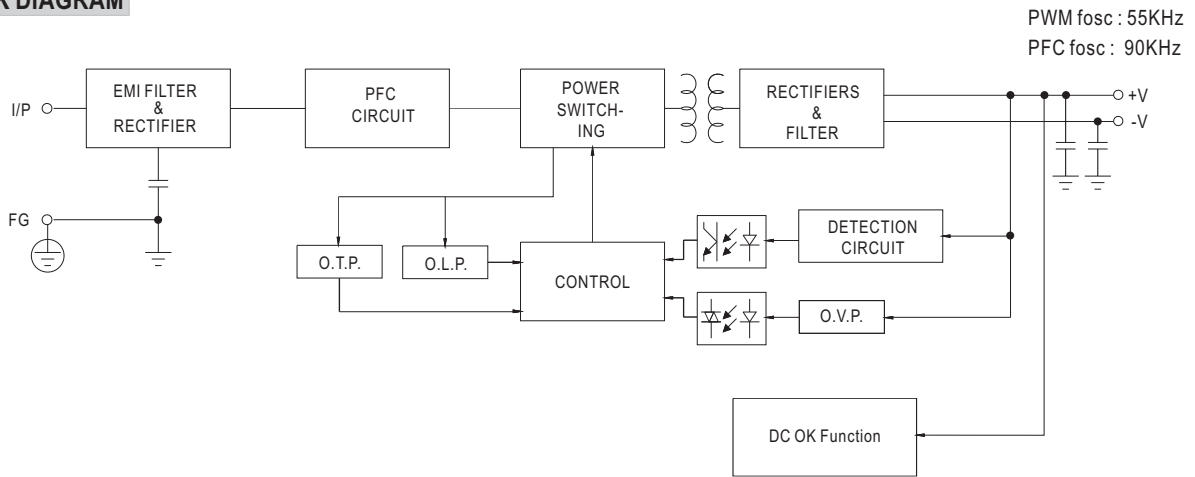 DIAGRAM
PWM fosc : 55KHz
PFC fosc : 90KHz
I/P
EMI FILTER
&
RECTIFIER
PFC
CIRCUIT
POWER
SWITCH-
ING
RECTIFIERS
&
FILTER
+V
-V
FG
O.T.P.
O.L.P.
CONTROL
DETECTION
CIRCUIT
O.V.P.
DC OK Function